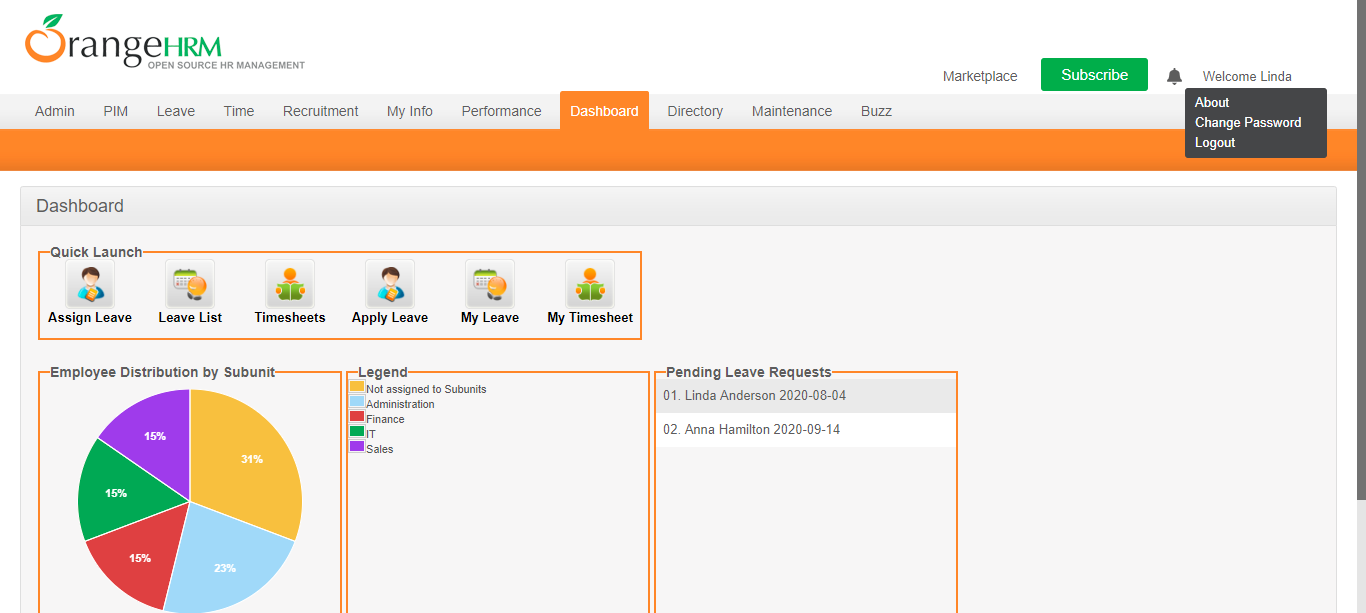 OrangeHRM
OPEN SOURCE HR MANAGEMENT
Marketplace Subscribe Welcome Linda
Admin PIM Leave Time Recruitment My Info Performance Dashboard Directory Maintenance Buzz
About
Change Password
Logout
Dashboard
Quick Launch
Assign Leave Leave List Timesheets Apply Leave My Leave My Timesheet
Employee Distribution by Subunit
15%
31%
15%
15%
23%
Legend
Not assigned to Subunits
Administration
Finance
IT
Sales
Pending Leave Requests
01. Linda Anderson 2020-08-04
02. Anna Hamilton 2020-09-14